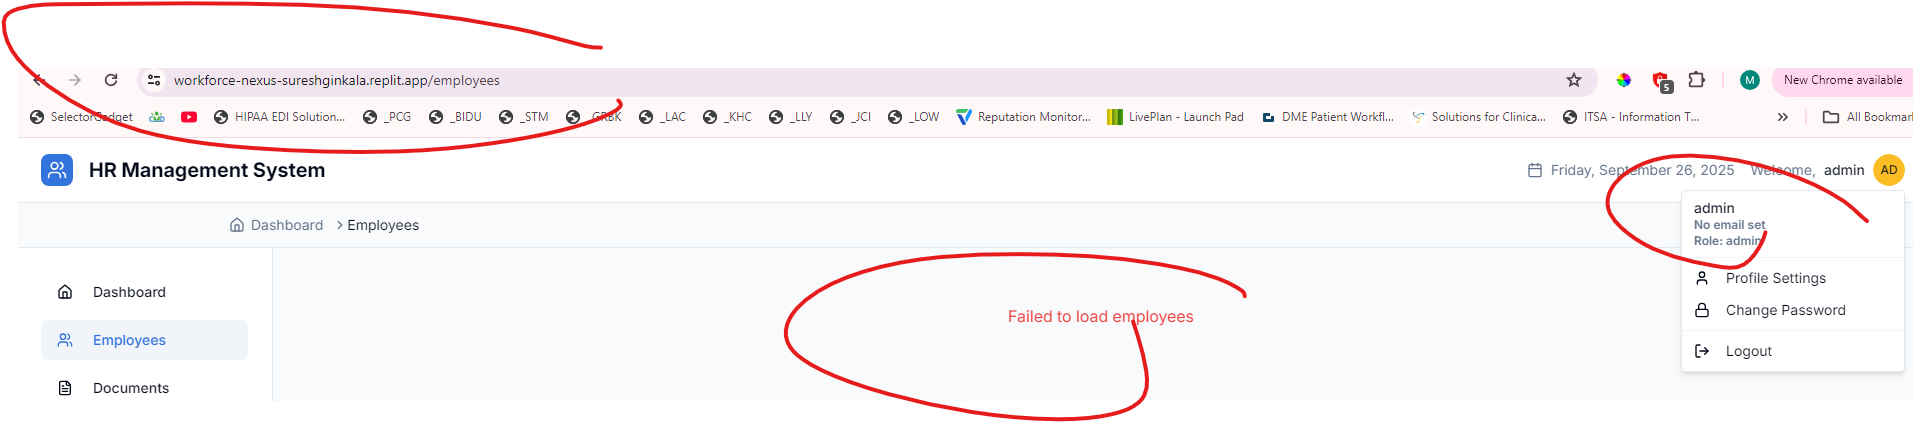 workforce-nexus-sureshginkala.replit.app/employees
5
M
New Chrome available
SelectorGadget
HIPAA EDI Solution...
_PCG
_BIDU
_STM
_GRBK
_LAC
_KHC
_LLY
_JCI
_LOW
Reputation Monitor...
LivePlan - Launch Pad
DME Patient Workfl...
Solutions for Clinica...
ITSA - Information T...
»
All Bookmar
HR Management System
Friday, September 26, 2025
Welcome, admin
AD
Dashboard > Employees
admin
No email set
Role: admin
Profile Settings
Change Password
Logout
Dashboard
Employees
Documents
Failed to load employees